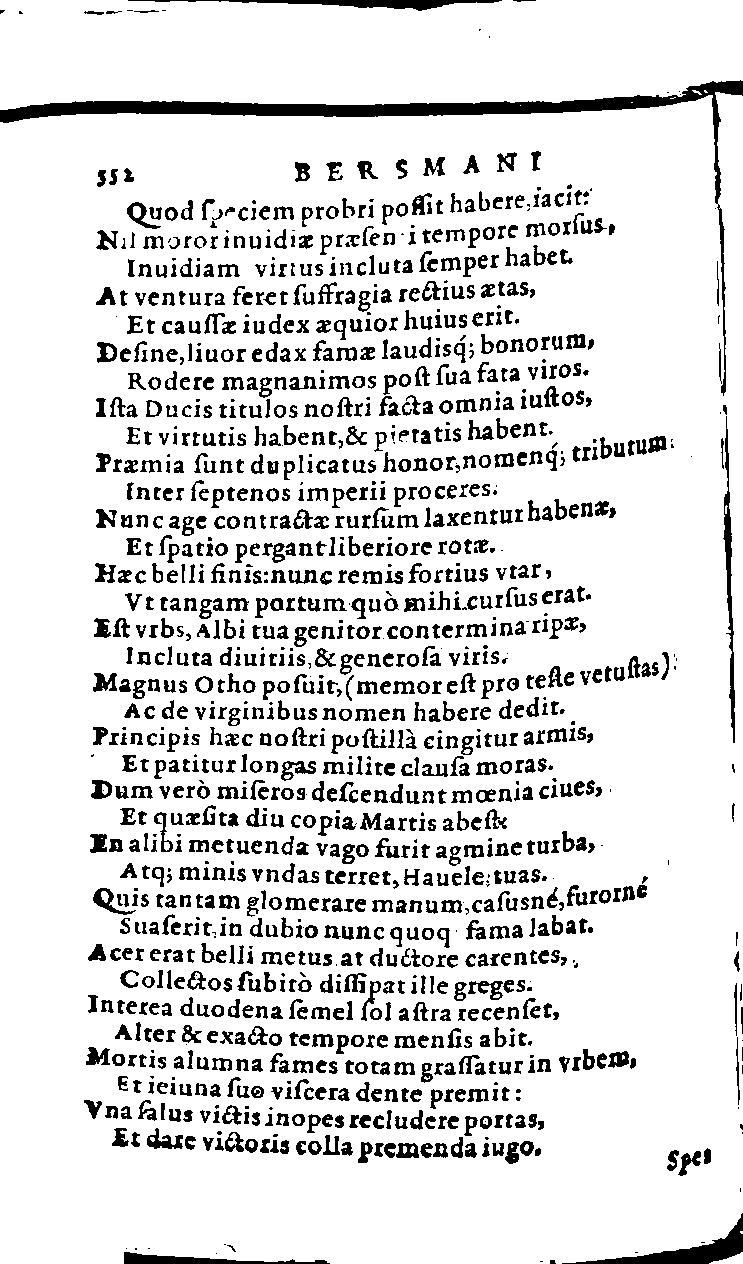 552 BERSMANI
Quod ſpeciem probri poſſit habere, iacit:
Nil moror inuidiæ præſenti tempore morſus,
Inuidiam virtus incluta ſemper habet.
At ventura feret ſuffragia rectius ætas,
Et cauſſæ iudex æquior huius erit.
Deſine, liuor edax famæ laudisq́; bonorum,
Rodere magnanimos poſt ſua fata viros.
Iſta Ducis titulos noſtri facta omnia iuſtos,
Et virtutis habent, & pietatis habent.
Præmia ſunt duplicatus honor, nomenq́; tributum
Inter ſeptenos imperii proceres.
Nunc age contractæ rurſum laxentur habenæ,
Et ſpatio pergant liberiore rotæ.
Hæc belli finis: nunc remis fortius vtar,
Vt tangam portum quò mihi curſus erat.
Eſt vrbs, Albi tua genitor contermina ripæ,
Incluta diuitiis, & generoſa viris.
Magnus Otho poſuit, (memor eſt pro teſte vetuſtas)
Ac de virginibus nomen habere dedit.
Principis hæc noſtri poſtillà cingitur armis,
Et patitur longas milite clauſa moras.
Dum verò miſeros deſcendunt mœnia ciues,
Et quæſita diu copia Martis abeſt:
En alibi metuenda vago furit agmine turba,
Atq; minis vndas terret, Hauele, tuas.
Quis tantam glomerare manum, caſusné, furorné
Suaſerit, in dubio nunc quoq fama labat.
Acer erat belli metus at ductore carentes,
Collectos ſubitò diſſipat ille greges.
Interea duodena ſemel ſol aſtra recenſet,
Alter & exacto tempore menſis abit.
Mortis alumna fames totam graſſatur in vrbem,
Et ieiuna ſuo viſcera dente premit:
Vna ſalus victis inopes recludere portas,
Et dare victoris colla premenda iugo.
Spes